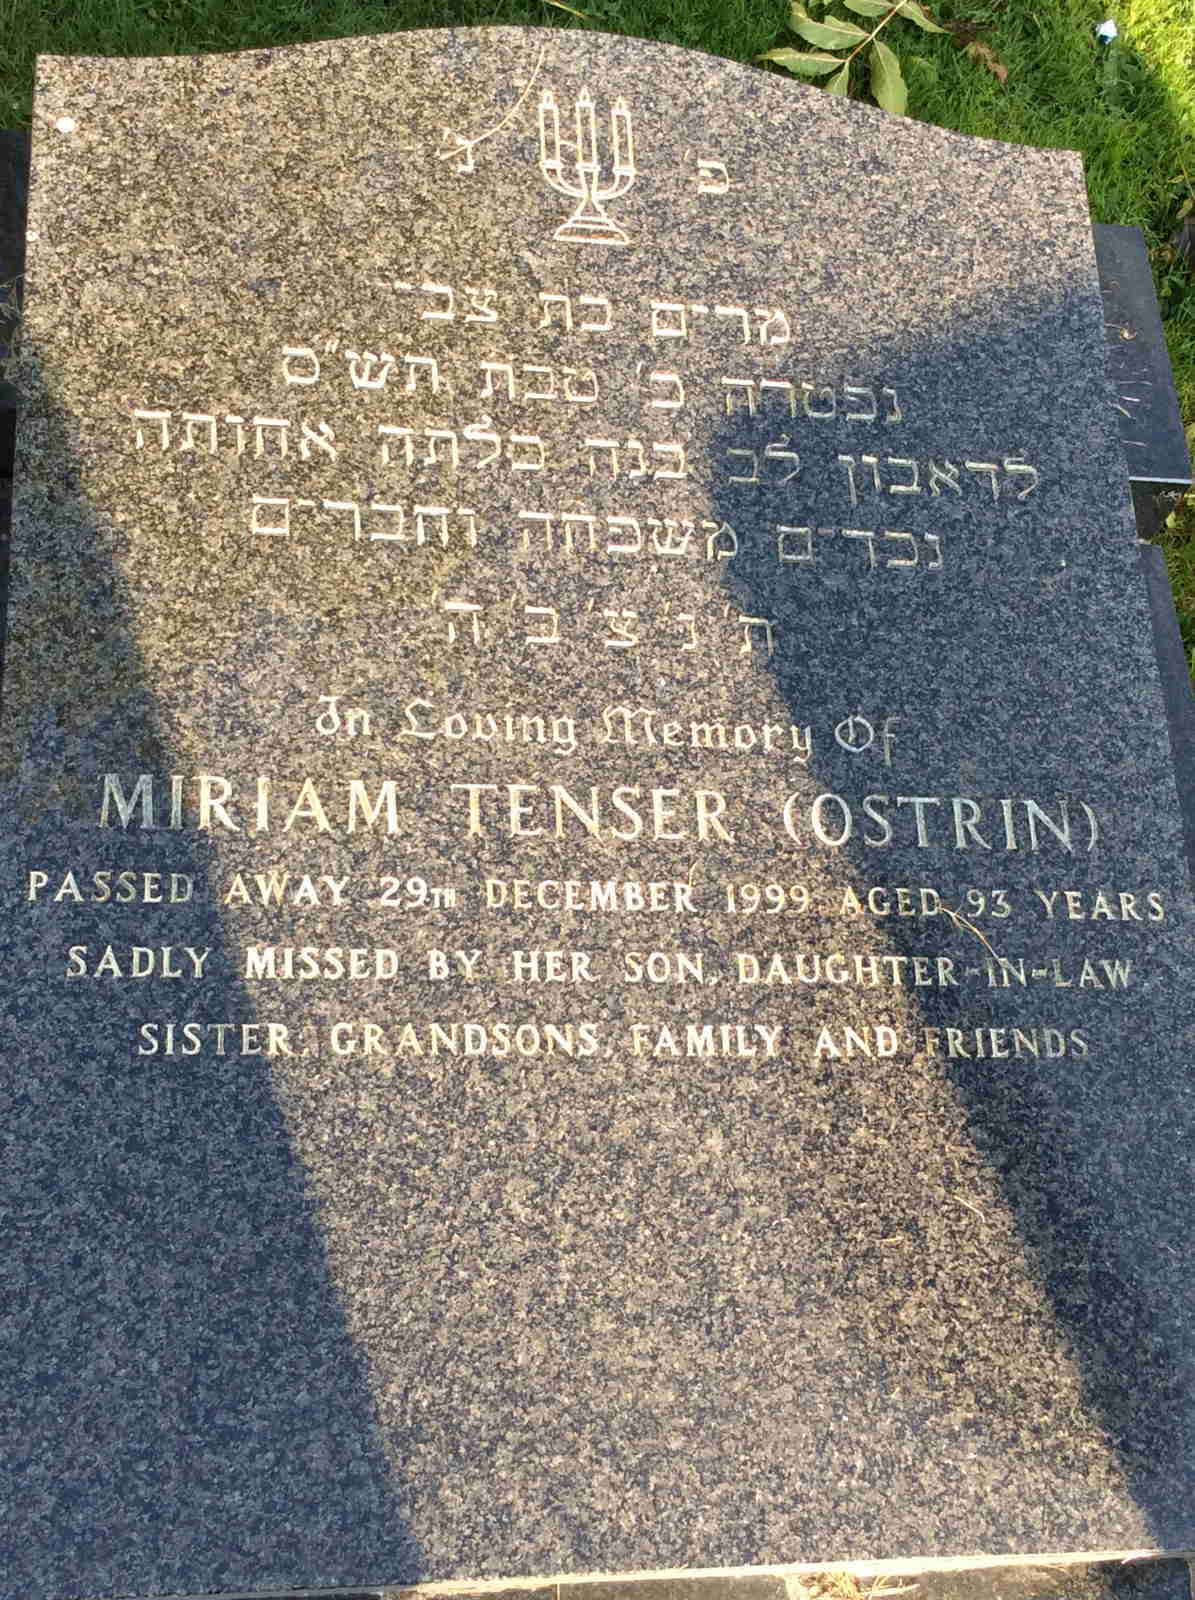 פ' נ'
מרים בת צבי
נפטרה כ' טבת תש"ס
לדאבון לב בנה כלתה אחותה
נכדים משפחה וחברים
ת' נ' צ' ב' ה'
In Loving Memory Of
MIRIAM TENSER (OSTRIN)
PASSED AWAY 29TH DECEMBER 1999 AGED 93 YEARS
SADLY MISSED BY HER SON, DAUGHTER-IN-LAW
SISTER, GRANDSONS, FAMILY AND FRIENDS